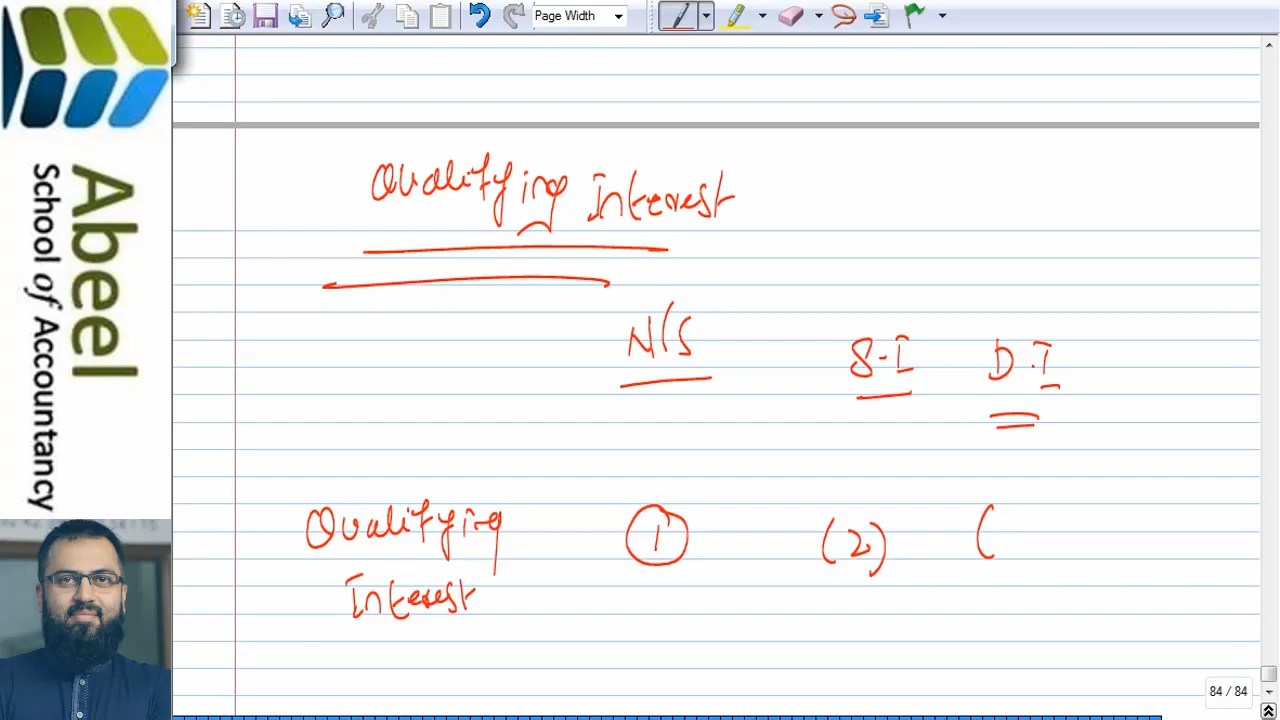 Page Width
Abeel
School of Accountancy
Qualifying Interest
N/S S.I D.I
Qualifying ① (2) (
Interest
84 / 84